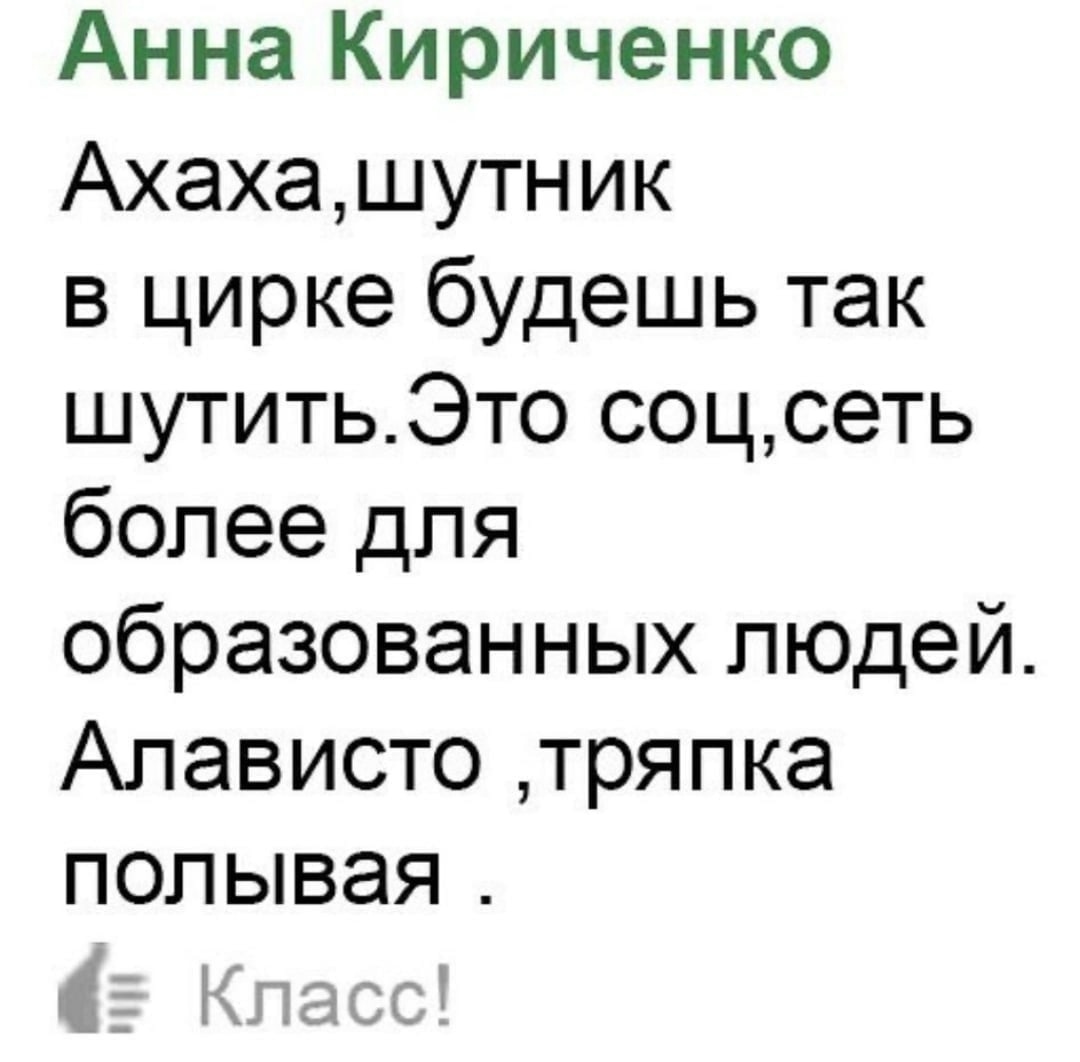 Анна Кириченко
Ахаха,шутник
в цирке будешь так
шутить.Это соц,сеть
более для
образованных людей.
Алависто ,тряпка
полывая .
Класс!